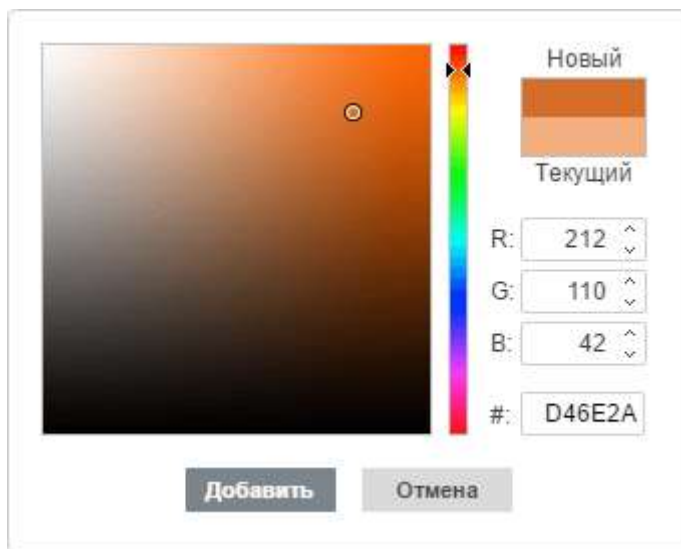 Новый
Текущий
R: 212
G: 110
B: 42
#: D46E2A
Добавить Отмена